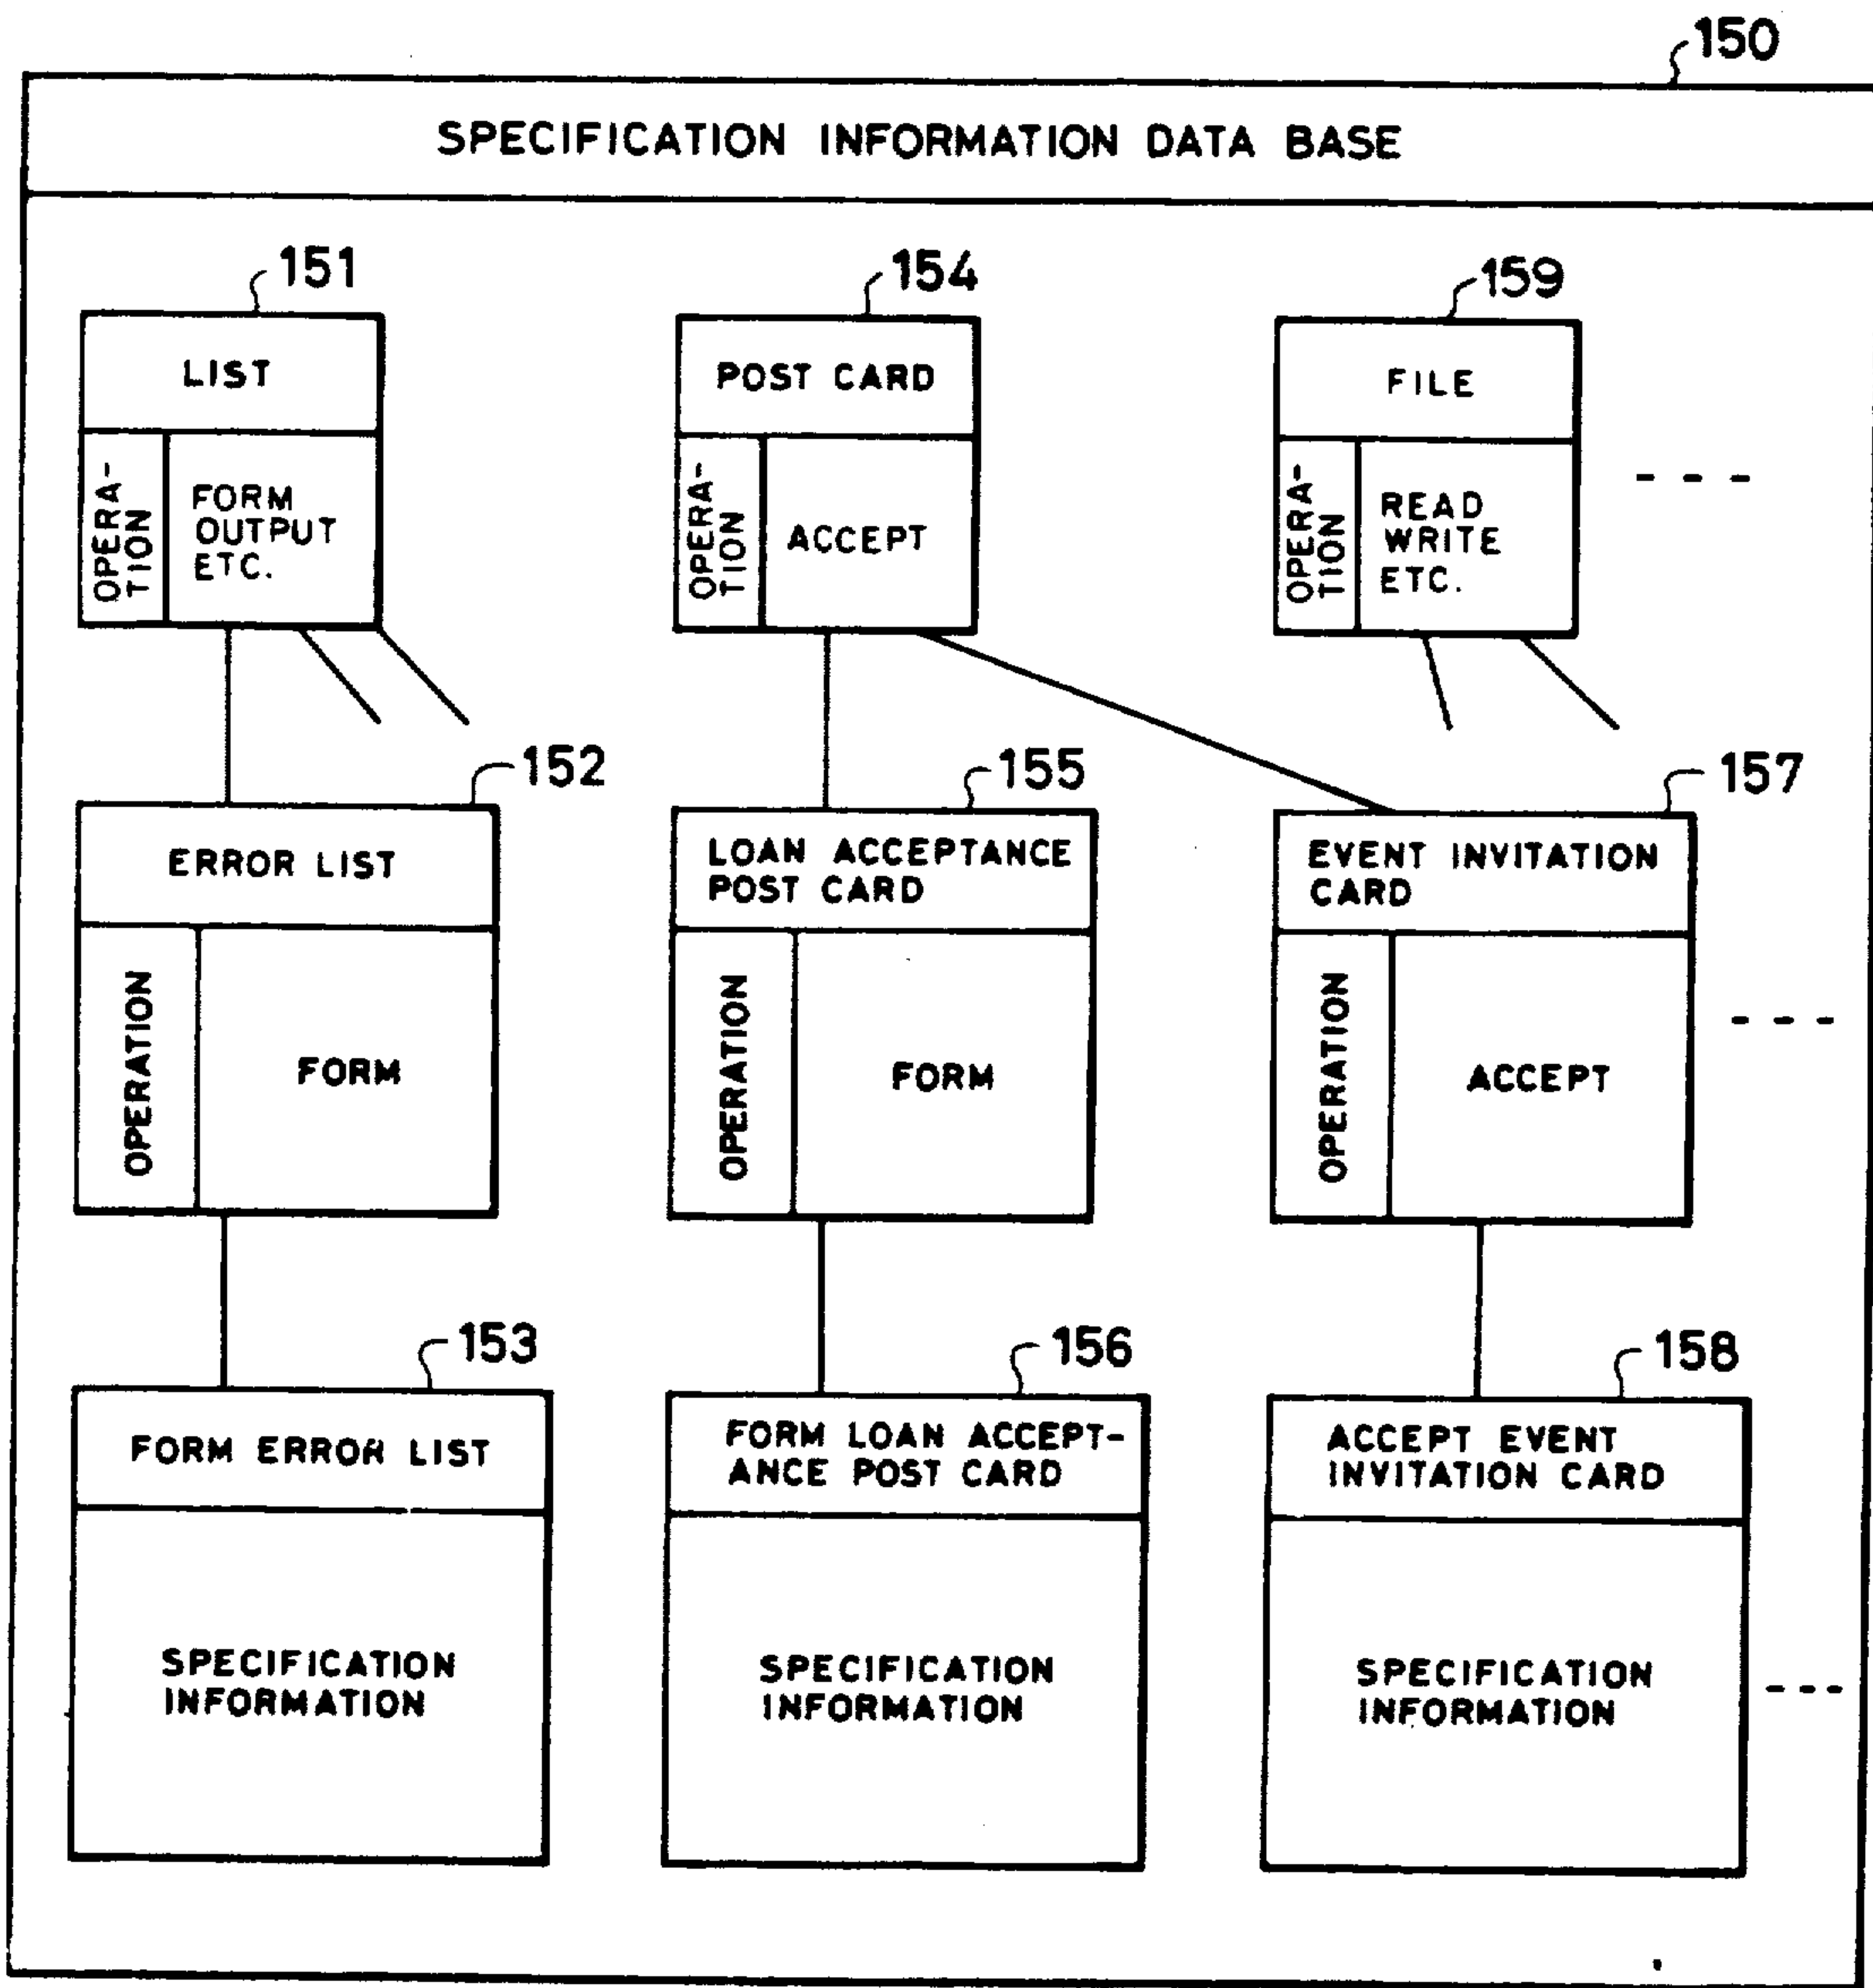 150
SPECIFICATION INFORMATION DATA BASE
151
154
159
LIST
POST CARD
FILE
OPERA-
TION
FORM
OUTPUT
ETC.
OPERA-
TION
ACCEPT
OPERA-
TION
READ
WRITE
ETC.
- - -
152
155
157
ERROR LIST
LOAN ACCEPTANCE
POST CARD
EVENT INVITATION
CARD
OPERATION
FORM
OPERATION
FORM
OPERATION
ACCEPT
- - -
153
156
158
FORM ERROR LIST
FORM LOAN ACCEPT-
ANCE POST CARD
ACCEPT EVENT
INVITATION CARD
SPECIFICATION
INFORMATION
SPECIFICATION
INFORMATION
SPECIFICATION
INFORMATION
- - -